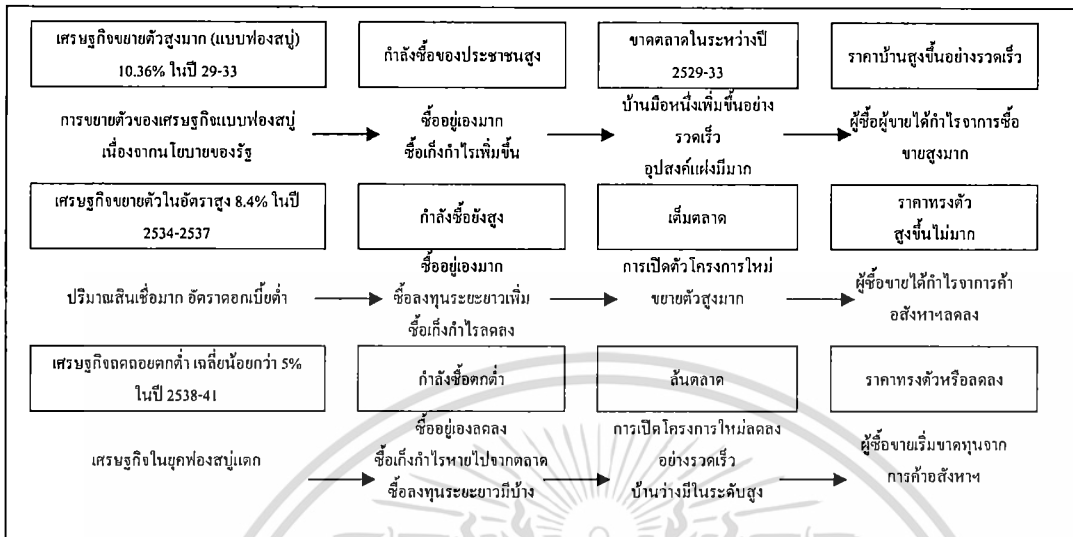 เศรษฐกิจขยายตัวสูงมาก (แบบฟองสบู่)
10.36% ในปี 29-33
กำลังซื้อของประชาชนสูง
ขาดตลาดในระหว่างปี
2529-33
ราคาบ้านสูงขึ้นอย่างรวดเร็ว
การขยายตัวของเศรษฐกิจแบบฟองสบู่
เนื่องจากนโยบายของรัฐ
ซื้ออยู่เองมาก
ซื้อเก็งกำไรเพิ่มขึ้น
บ้านมือหนึ่งเพิ่มขึ้นอย่าง
รวดเร็ว
อุปสงค์แฝงมีมาก
ผู้ซื้อผู้ขายได้กำไรจาการซื้อ
ขายสูงมาก
เศรษฐกิจขยายตัวในอัตราสูง 8.4% ในปี
2534-2537
กำลังซื้อยังสูง
เต็มตลาด
ราคาทรงตัว
สูงขึ้นไม่มาก
ปริมาณสินเชื่อมาก อัตราดอกเบี้ยต่ำ
ซื้ออยู่เองมาก
ซื้อลงทุนระยะยาวเพิ่ม
ซื้อเก็งกำไรลดลง
การเปิดตัวโครงการใหม่
ขยายตัวสูงมาก
ผู้ซื้อขายได้กำไรจาการค้า
อสังหาฯลดลง
เศรษฐกิจถดถอยตกต่ำ เฉลี่ยน้อยกว่า 5%
ในปี 2538-41
กำลังซื้อตกต่ำ
ล้นตลาด
ราคาทรงตัวหรือลดลง
เศรษฐกิจในยุคฟองสบู่แตก
ซื้ออยู่เองลดลง
ซื้อเก็งกำไรหายไปจากตลาด
ซื้อลงทุนระยะยาวมีบ้าง
การเปิดโครงการใหม่ลดลง
อย่างรวดเร็ว
บ้านว่างมีในระดับสูง
ผู้ซื้อขายเริ่มขาดทุนจาก
การค้าอสังหาฯ